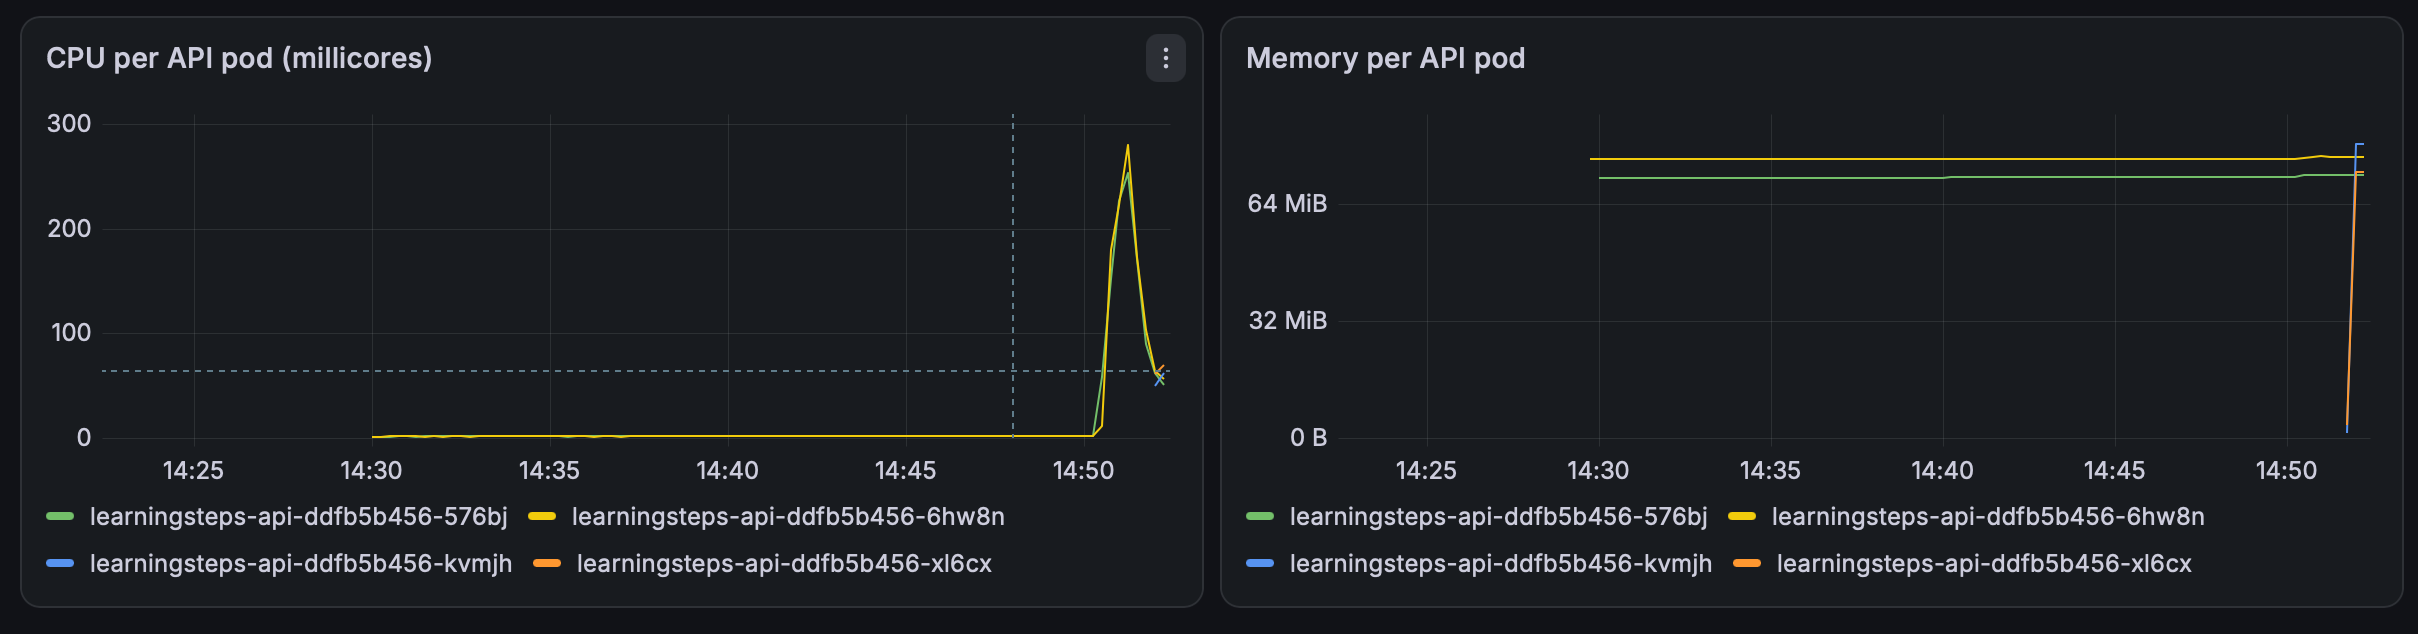 CPU per API pod (millicores)
300
200
100
0
14:25 14:30 14:35 14:40 14:45 14:50
learningsteps-api-ddfb5b456-576bj learningsteps-api-ddfb5b456-6hw8n
learningsteps-api-ddfb5b456-kvmjh learningsteps-api-ddfb5b456-xl6cx
Memory per API pod
64 MiB
32 MiB
0 B
14:25 14:30 14:35 14:40 14:45 14:50
learningsteps-api-ddfb5b456-576bj learningsteps-api-ddfb5b456-6hw8n
learningsteps-api-ddfb5b456-kvmjh learningsteps-api-ddfb5b456-xl6cx